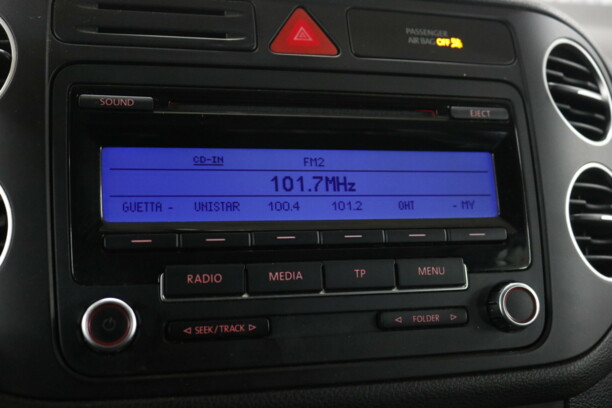 PASSENGER
AIR BAG OFF
SOUND
EJECT
CD-IN FM2
101.7MHz
GUETTA - UNISTAR 100.4 101.2 OHT - MY
RADIO MEDIA TP MENU
SEEK/TRACK FOLDER